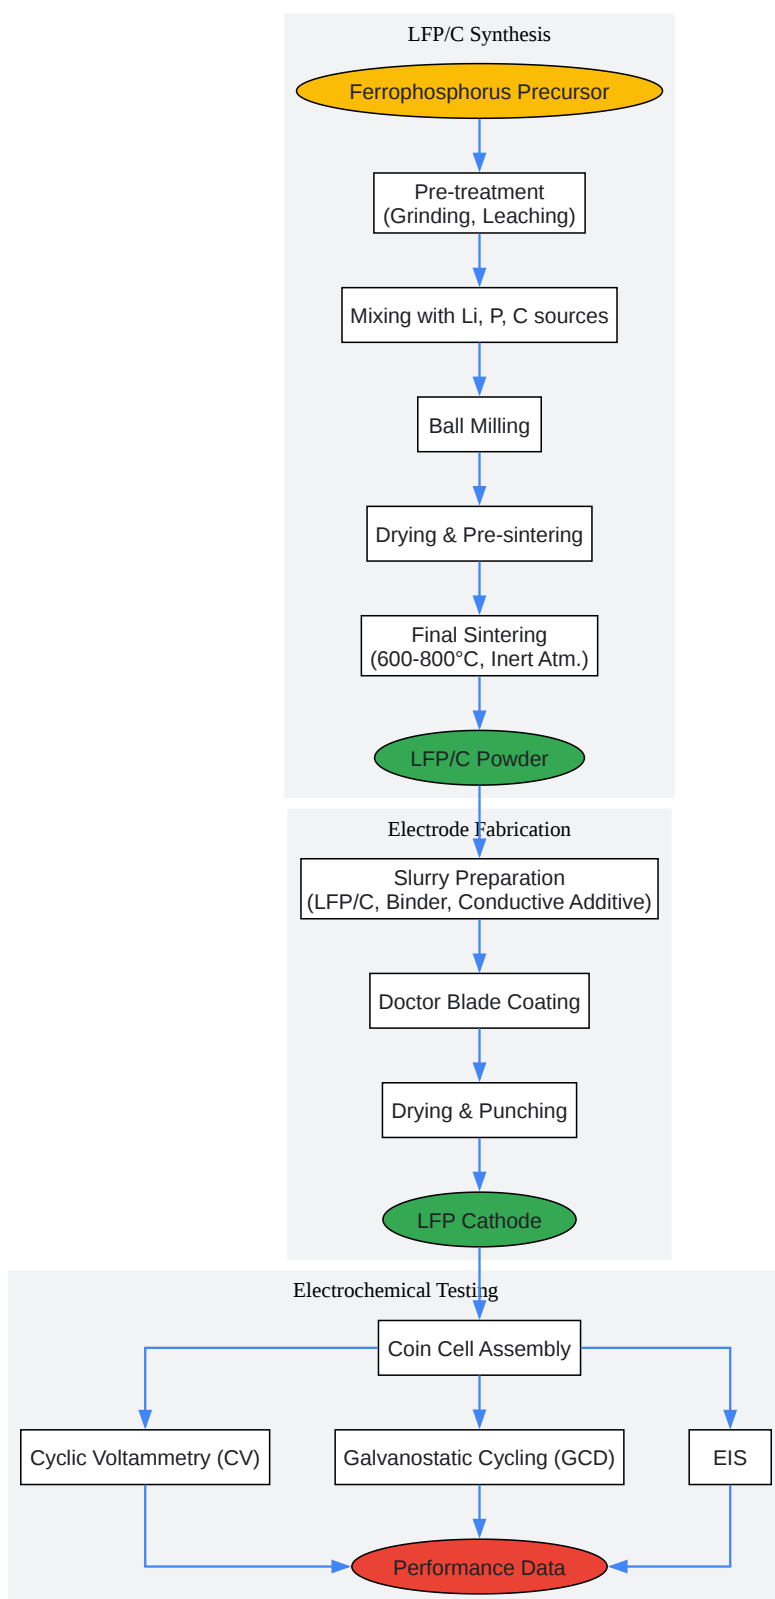 LFP/C Synthesis
Ferrophosphorus Precursor
Pre-treatment
(Grinding, Leaching)
Mixing with Li, P, C sources
Ball Milling
Drying & Pre-sintering
Final Sintering
(600-800°C, Inert Atm.)
LFP/C Powder
Electrode Fabrication
Slurry Preparation
(LFP/C, Binder, Conductive Additive)
Doctor Blade Coating
Drying & Punching
LFP Cathode
Electrochemical Testing
Coin Cell Assembly
Cyclic Voltammetry (CV)
Galvanostatic Cycling (GCD)
EIS
Performance Data